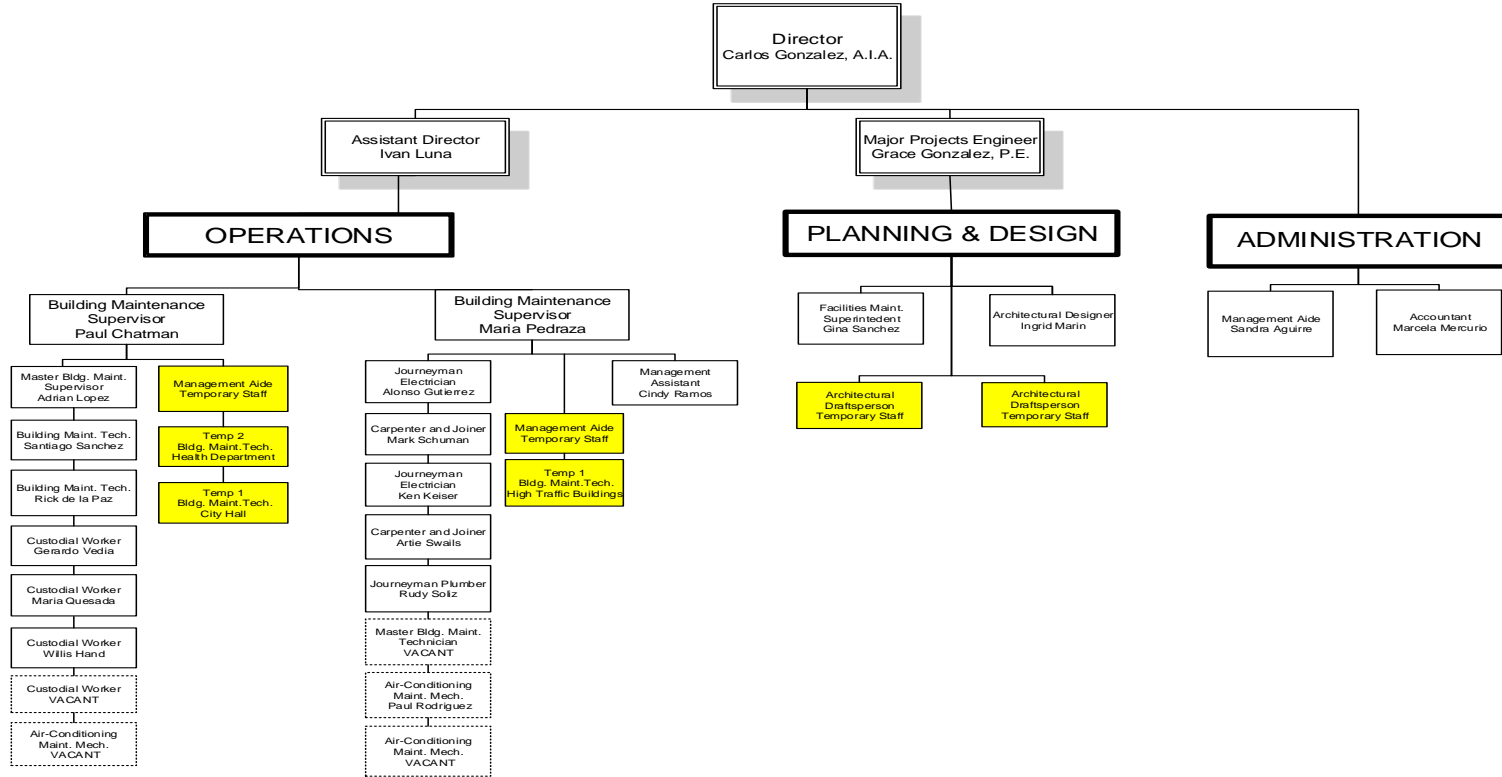 Director
Carlos Gonzalez, A.I.A.
Assistant Director
Ivan Luna
Major Projects Engineer
Grace Gonzalez, P.E.
OPERATIONS
PLANNING & DESIGN
ADMINISTRATION
Building Maintenance
Supervisor
Paul Chatman
Building Maintenance
Supervisor
Maria Pedraza
Facilities Maint.
Superintedent
Gina Sanchez
Architectural Designer
Ingrid Marin
Management Aide
Sandra Aguirre
Accountant
Marcela Mercurio
Master Bldg. Maint.
Supervisor
Adrian Lopez
Building Maint. Tech.
Santiago Sanchez
Building Maint. Tech.
Rick de la Paz
Custodial Worker
Gerardo Vedia
Custodial Worker
Maria Quesada
Custodial Worker
Willis Hand
Custodial Worker
VACANT
Air-Conditioning
Maint. Mech.
VACANT
Management Aide
Temporary Staff
Temp 2
Bldg. Maint.Tech.
Health Department
Temp 1
Bldg. Maint.Tech.
City Hall
Journeyman
Electrician
Alonso Gutierrez
Carpenter and Joiner
Mark Schuman
Journeyman
Electrician
Ken Keiser
Carpenter and Joiner
Artie Swails
Journeyman Plumber
Rudy Soliz
Master Bldg. Maint.
Technician
VACANT
Air-Conditioning
Maint. Mech.
Paul Rodriguez
Air-Conditioning
Maint. Mech.
VACANT
Management Aide
Temporary Staff
Temp 1
Bldg. Maint.Tech.
High Traffic Buildings
Management
Assistant
Cindy Ramos
Architectural
Draftsperson
Temporary Staff
Architectural
Draftsperson
Temporary Staff